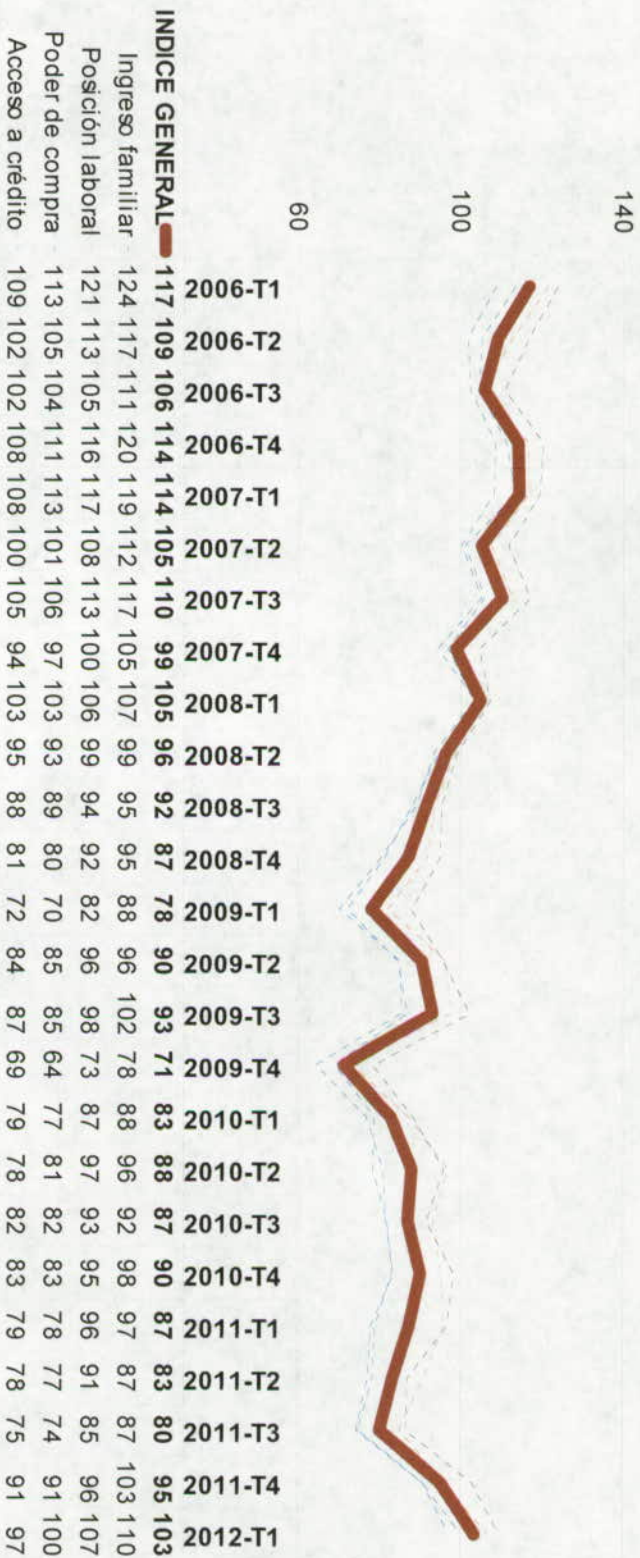 140
100
60
2006-T1 2006-T2 2006-T3 2006-T4 2007-T1 2007-T2 2007-T3 2007-T4 2008-T1 2008-T2 2008-T3 2008-T4 2009-T1 2009-T2 2009-T3 2009-T4 2010-T1 2010-T2 2010-T3 2010-T4 2011-T1 2011-T2 2011-T3 2011-T4 2012-T1
INDICE GENERAL 117 109 106 114 114 105 110 99 105 96 92 87 78 90 93 71 83 88 87 90 87 83 80 95 103
Ingreso familiar 124 117 111 120 119 112 117 105 107 99 95 95 88 96 102 78 88 96 92 98 97 87 87 103 110
Posición laboral 121 113 105 116 117 108 113 100 106 99 94 92 82 96 98 73 87 97 93 95 96 91 85 96 107
Poder de compra 113 105 104 111 113 101 106 97 103 93 89 80 70 85 85 64 77 81 82 83 78 77 74 91 100
Acceso a crédito 109 102 102 108 108 100 105 94 103 95 88 81 72 84 87 69 79 78 82 83 79 78 75 91 97